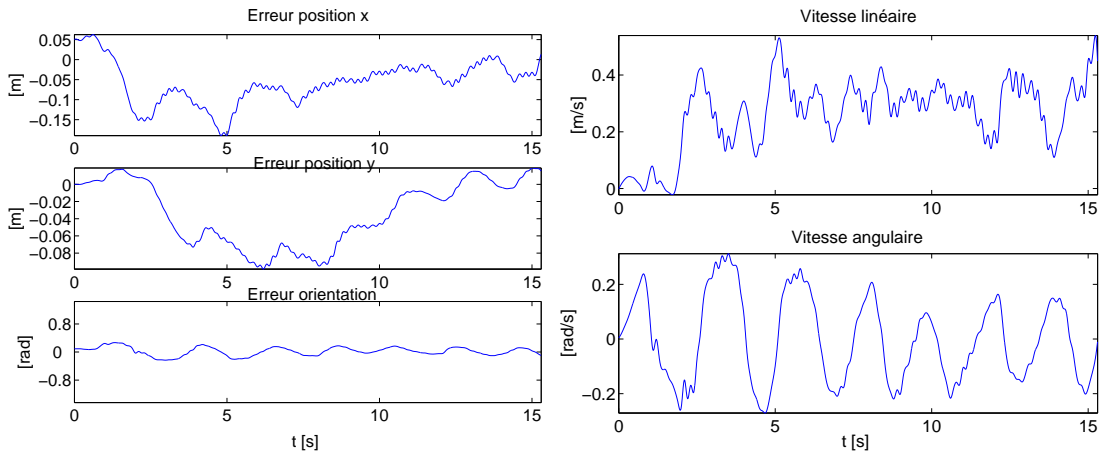 Erreur position x
0.05
0
−0.05
−0.1
−0.15
[m]
0 5 10 15
Erreur position y
0
−0.02
−0.04
−0.06
−0.08
[m]
0 5 10 15
Erreur orientation
0.8
0
−0.8
[rad]
0 5 10 15
t [s]
Vitesse linéaire
0.4
0.2
0
[m/s]
0 5 10 15
Vitesse angulaire
0.2
0
−0.2
[rad/s]
0 5 10 15
t [s]